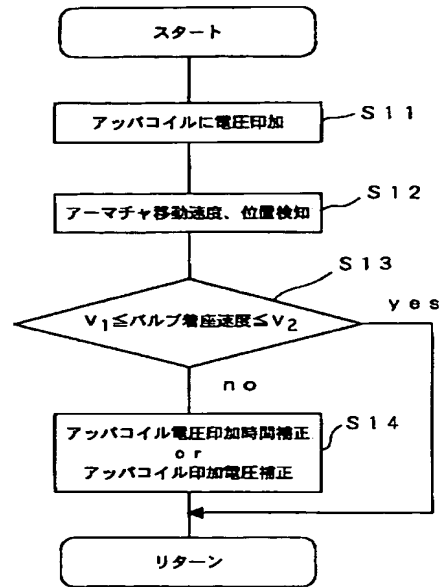 スタート
アッパコイルに電圧印加
S11
アーマチャ移動速度、位置検知
S12
S13
V1≦バルブ着座速度≦V2
yes
no
アッパコイル電圧印加時間補正
or
アッパコイル印加電圧補正
S14
リターン